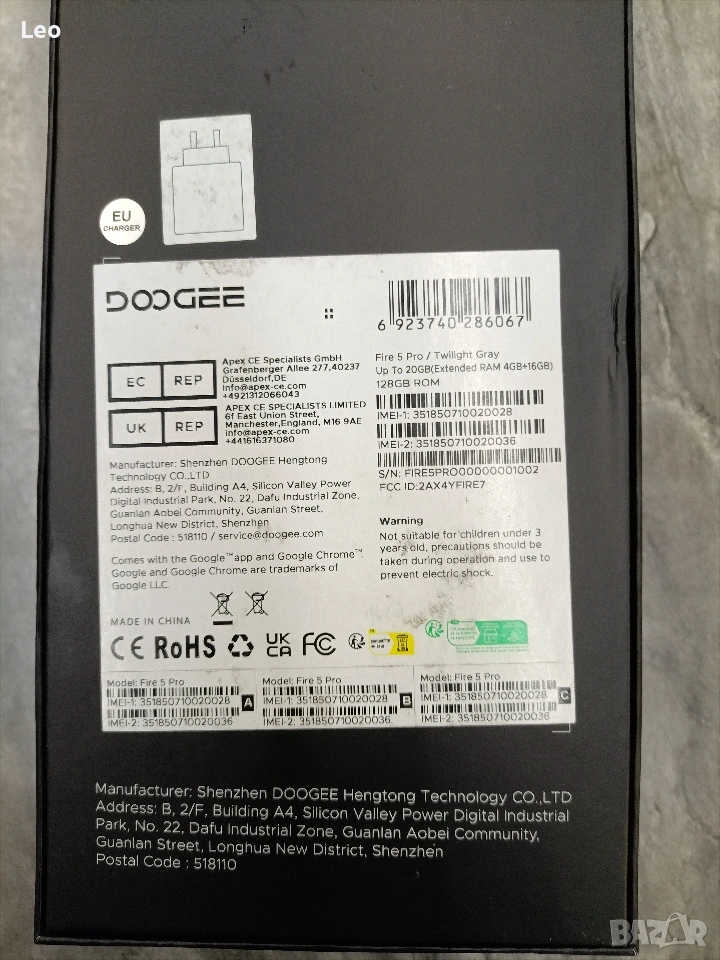 Leo
EU
CHARGER
DOOGEE
6 923740 286067
Fire 5 Pro / Twilight Gray
Up To 20GB(Extended RAM 4GB+16GB)
128GB ROM
IMEI-1: 351850710020028
IMEI-2: 351850710020036
S/N: FIRE5PRO000000001002
FCC ID:2AX4YFIRE7
EC REP
Apex CE Specialists GmbH
Grafenberger Allee 277,40237
Düsseldorf,DE
info@apex-ce.com
+4921312066043
UK REP
APEX CE SPECIALISTS LIMITED
6f East Union Street,
Manchester,England, M16 9AE
info@apex-ce.com
+441616371080
Manufacturer: Shenzhen DOOGEE Hengtong
Technology CO.,LTD
Address: B, 2/F, Building A4, Silicon Valley Power
Digital Industrial Park, No. 22, Dafu Industrial Zone,
Guanlan Aobei Community, Guanlan Street,
Longhua New District, Shenzhen
Postal Code : 518110 / service@doogee.com
Comes with the Google™app and Google Chrome™.
Google and Google Chrome are trademarks of
Google LLC.
Warning
Not suitable for children under 3
years old, precautions should be
taken during operation and use to
prevent electric shock.
MADE IN CHINA
CE RoHS UK CA FC
Model: Fire 5 Pro
IMEI-1: 351850710020028
IMEI-2: 351850710020036
A
Model: Fire 5 Pro
IMEI-1: 351850710020028
IMEI-2: 351850710020036
B
Model: Fire 5 Pro
IMEI-1: 351850710020028
IMEI-2: 351850710020036
C
Manufacturer: Shenzhen DOOGEE Hengtong Technology CO.,LTD
Address: B, 2/F, Building A4, Silicon Valley Power Digital Industrial
Park, No. 22, Dafu Industrial Zone, Guanlan Aobei Community,
Guanlan Street, Longhua New District, Shenzhen
Postal Code : 518110
BAZAR